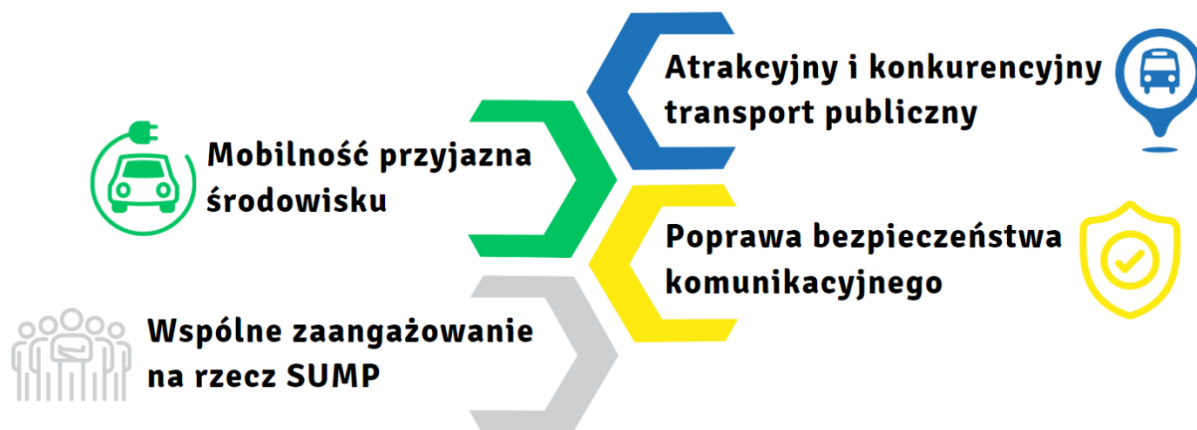 Atrakcyjny i konkurencyjny
transport publiczny
Mobilność przyjazna
środowisku
Poprawa bezpieczeństwa
komunikacyjnego
Wspólne zaangażowanie
na rzecz SUMP